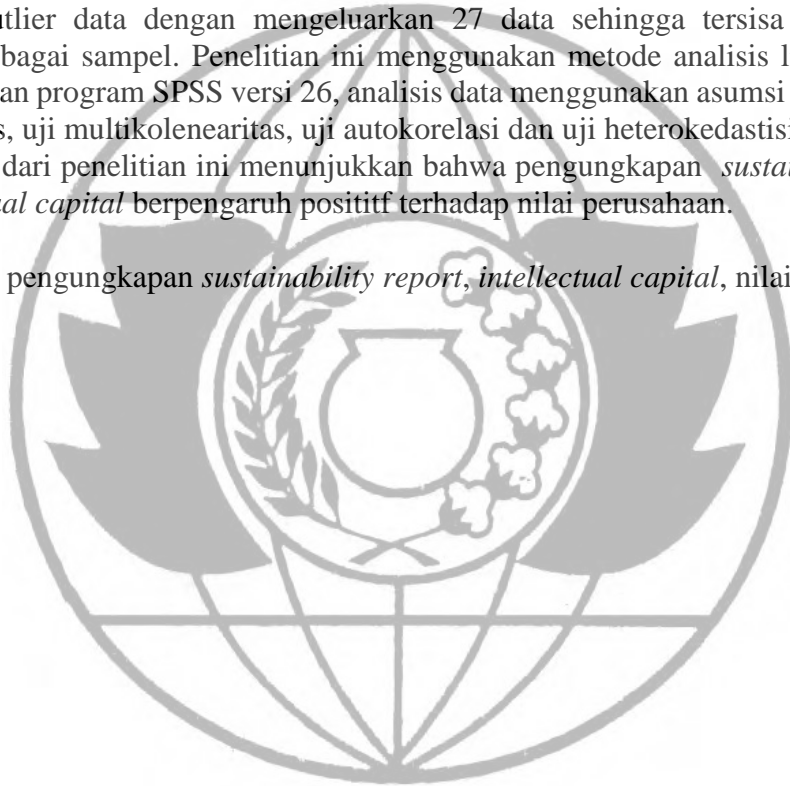 utlier data dengan mengeluarkan 27 data sehingga tersisa
bagai sampel. Penelitian ini menggunakan metode analisis l
an program SPSS versi 26, analisis data menggunakan asumsi
s, uji multikolenearitas, uji autokorelasi dan uji heterokedastisi
dari penelitian ini menunjukkan bahwa pengungkapan sustai
ual capital berpengaruh posititf terhadap nilai perusahaan.
pengungkapan sustainability report, intellectual capital, nilai